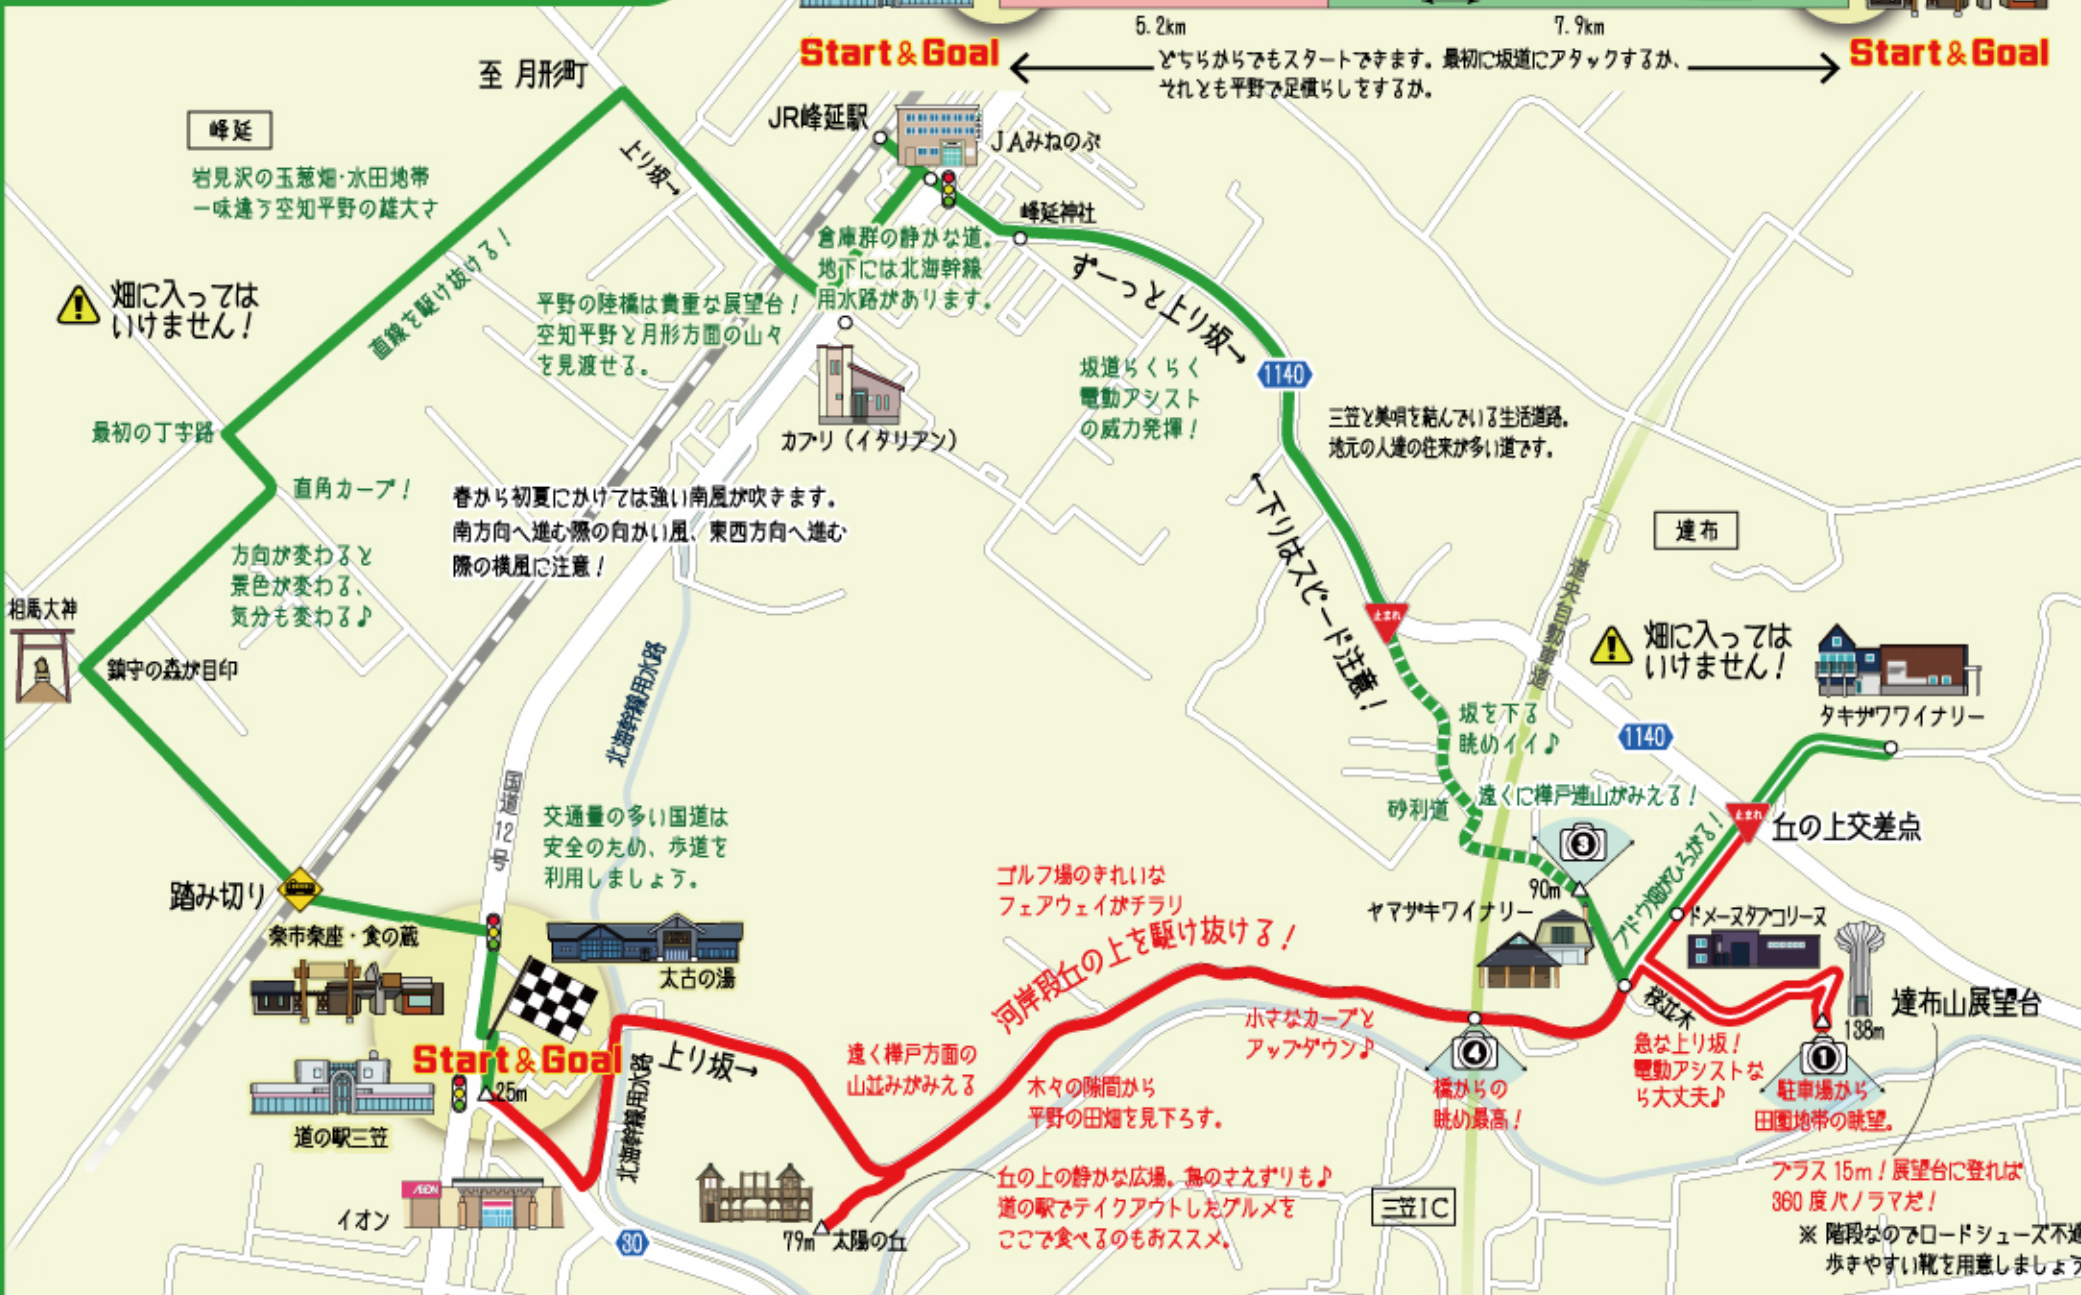 5.2km
7.9km
Start&Goal
どちらからでもスタートできます。最初に坂道にアタックするか、
それとも平野で足慣らしをするか。
Start&Goal
至 月形町
JR峰延駅
JAみねのぶ
峰延
岩見沢の玉葱畑・水田地帯
一味違う空知平野の雄大さ
上り坂→
峰延神社
倉庫群の静かな道。
地下には北海幹線
用水路があります。
ずーっと上り坂→
畑に入っては
いけません!
直線を駆け抜ける!
平野の陸橋は貴重な展望台!
空知平野と月形方面の山々
を見渡せる。
坂道らくらく
電動アシスト
の威力発揮!
1140
カプリ(イタリアン)
三笠と美唄を結んでいる生活道路。
地元の人達の往来が多い道です。
最初の丁字路
直角カーブ!
春から初夏にかけては強い南風が吹きます。
南方向へ進む際の向かい風、東西方向へ進む
際の横風に注意!
←下りはスピード注意!
達布
方向が変わると
景色が変わる、
気分も変わる♪
道央自動車道
相馬大神
鎮守の森が目印
北海幹線用水路
止まれ
畑に入っては
いけません!
タキザワワイナリー
坂を下る
眺めイイ♪
1140
国道12号
砂利道
遠くに樺戸連山がみえる!
交通量の多い国道は
安全のため、歩道を
利用しましょう。
ブドウ畑がひろがる!
止まれ
丘の上交差点
3
90m
踏み切り
ゴルフ場のきれいな
フェアウェイがチラリ
ヤマザキワイナリー
ドメーヌタプコリーヌ
楽市楽座・食の蔵
太古の湯
河岸段丘の上を駆け抜ける!
桜並木
達布山展望台
138m
Start&Goal
25m
上り坂→
北海幹線用水路
遠く樺戸方面の
山並みがみえる
小さなカーブと
アップダウン♪
4
橋からの
眺め最高!
急な上り坂!
電動アシストな
ら大丈夫♪
1
駐車場から
田園地帯の眺望。
木々の隙間から
平野の田畑を見下ろす。
道の駅三笠
プラス15m!展望台に登れば
360度パノラマだ!
丘の上の静かな広場。鳥のさえずりも♪
道の駅でテイクアウトしたグルメを
ここで食べるのもおススメ。
AEON
イオン
30
79m
太陽の丘
三笠IC
※ 階段なのでロードシューズ不適
歩きやすい靴を用意しましょう